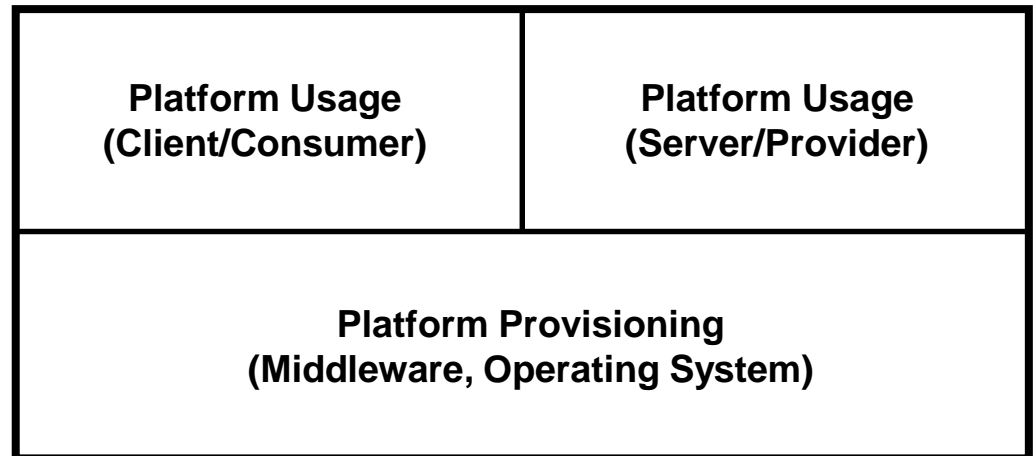 Platform Usage
(Client/Consumer)
Platform Usage
(Server/Provider)
Platform Provisioning
(Middleware, Operating System)